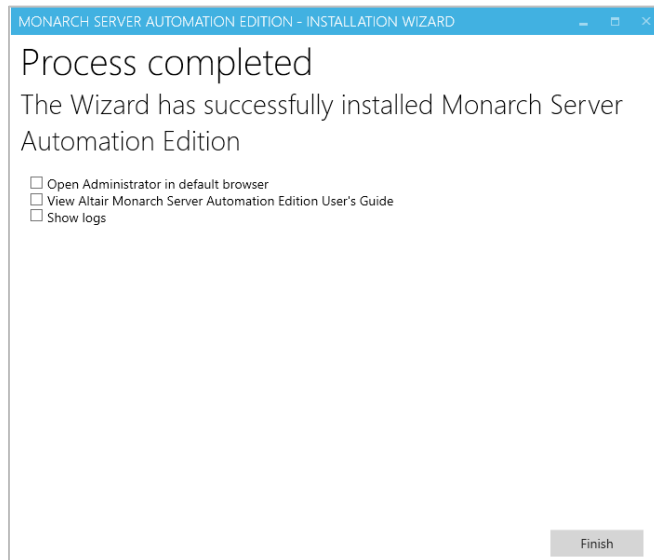 MONARCH SERVER AUTOMATION EDITION - INSTALLATION WIZARD
Process completed
The Wizard has successfully installed Monarch Server
Automation Edition
Open Administrator in default browser
View Altair Monarch Server Automation Edition User's Guide
Show logs
Finish